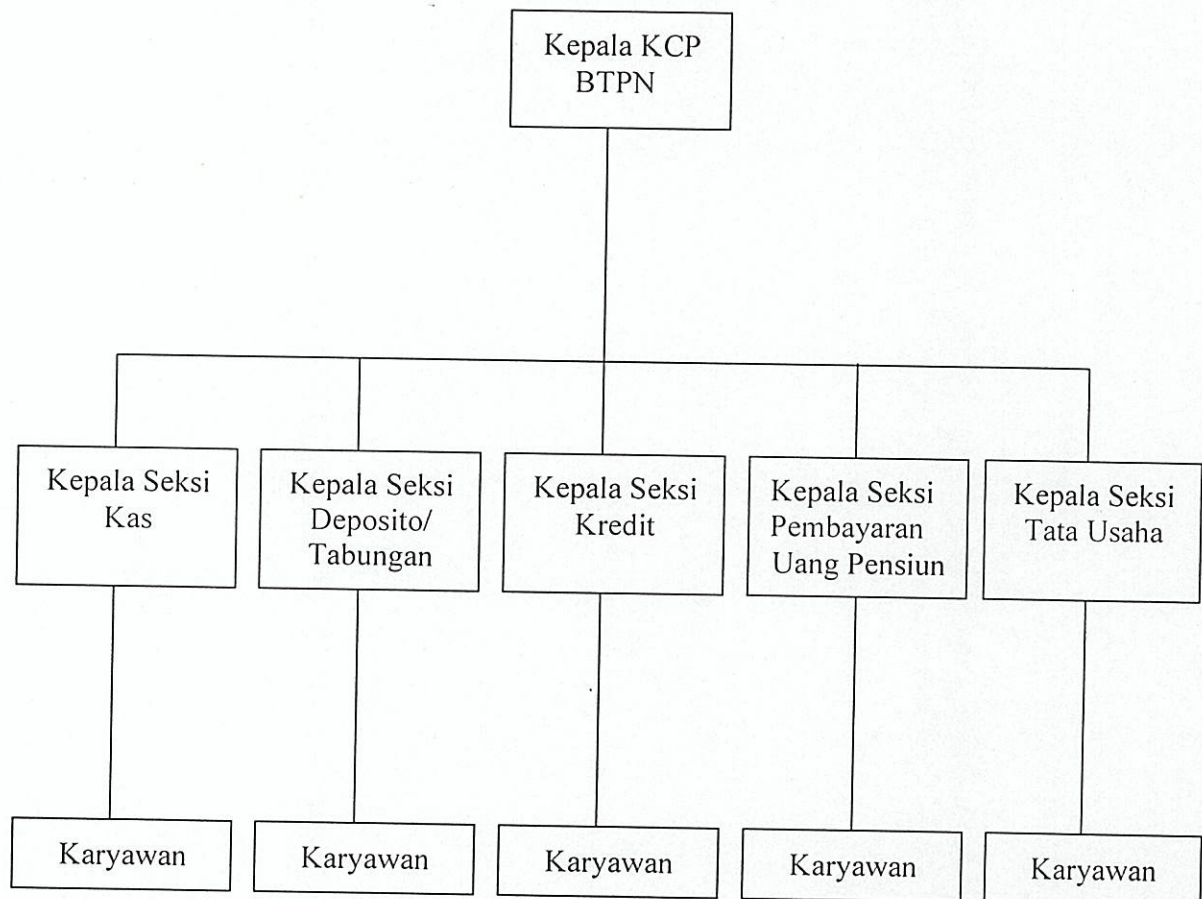 Kepala KCP
BTPN
Kepala Seksi
Kas
Kepala Seksi
Deposito/
Tabungan
Kepala Seksi
Kredit
Kepala Seksi
Pembayaran
Uang Pensiun
Kepala Seksi
Tata Usaha
Karyawan
Karyawan
Karyawan
Karyawan
Karyawan